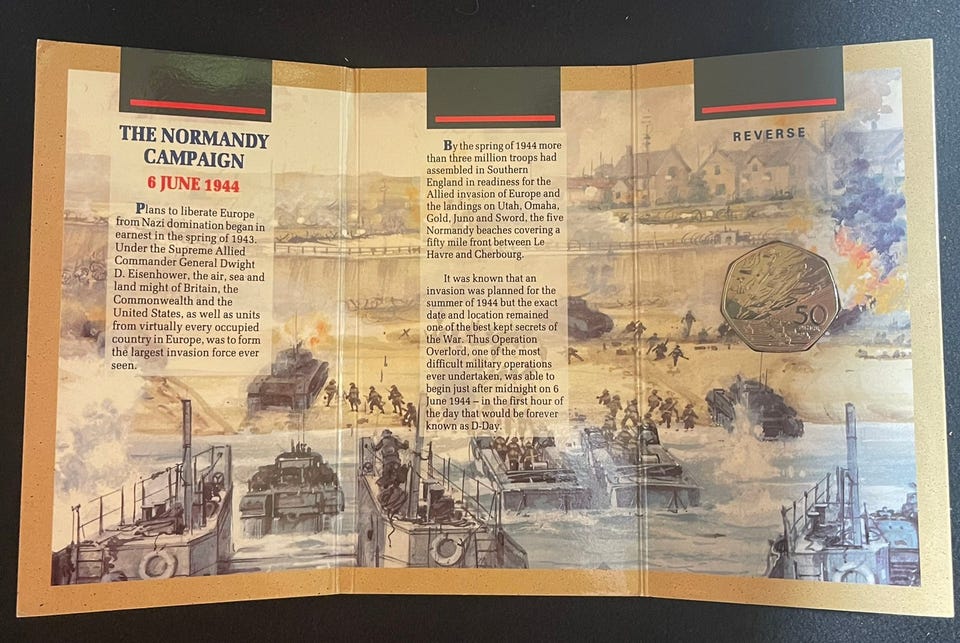 THE NORMANDY
CAMPAIGN
6 JUNE 1944
Plans to liberate Europe
from Nazi domination began in
earnest in the spring of 1943.
Under the Supreme Allied
Commander General Dwight
D. Eisenhower, the air, sea and
land might of Britain, the
Commonwealth and the
United States, as well as units
from virtually every occupied
country in Europe, was to form
the largest invasion force ever
seen.
By the spring of 1944 more
than three million troops had
assembled in Southern
England in readiness for the
Allied invasion of Europe and
the landings on Utah, Omaha,
Gold, Juno and Sword, the five
Normandy beaches covering a
fifty mile front between Le
Havre and Cherbourg.
It was known that an
invasion was planned for the
summer of 1944 but the exact
date and location remained
one of the best kept secrets of
the War. Thus Operation
Overlord, one of the most
difficult military operations
ever undertaken, was able to
begin just after midnight on 6
June 1944 – in the first hour of
the day that would be forever
known as D-Day.
REVERSE
50
PENCE